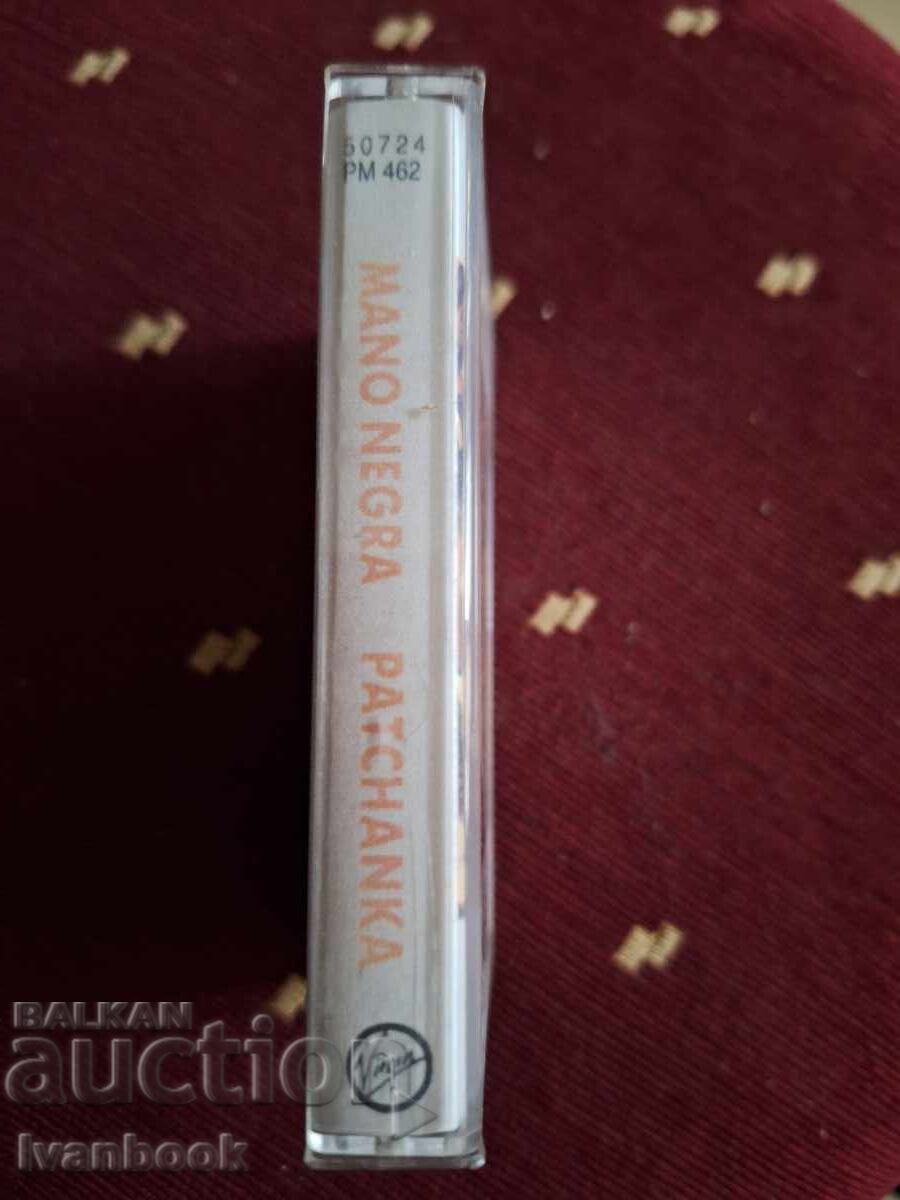 50724
PM 462
MANO NEGRA PATCHANKA
Virgin
BALKAN
auction
Ivanbook